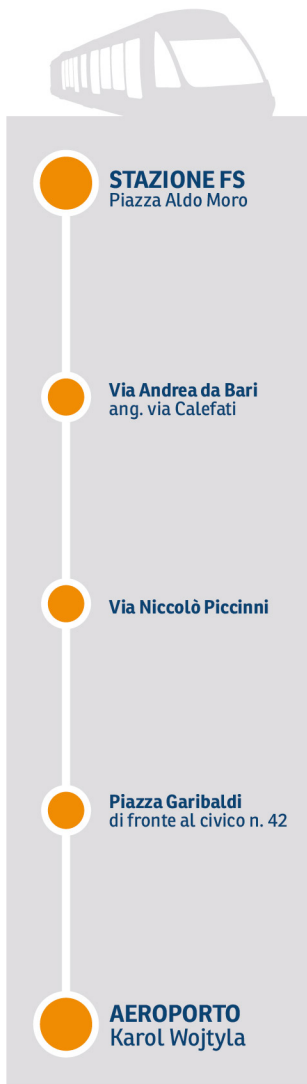 STAZIONE FS
Piazza Aldo Moro
Via Andrea da Bari
ang. via Calefati
Via Niccolò Piccinni
Piazza Garibaldi
di fronte al civico n. 42
AEROPORTO
Karol Wojtyla